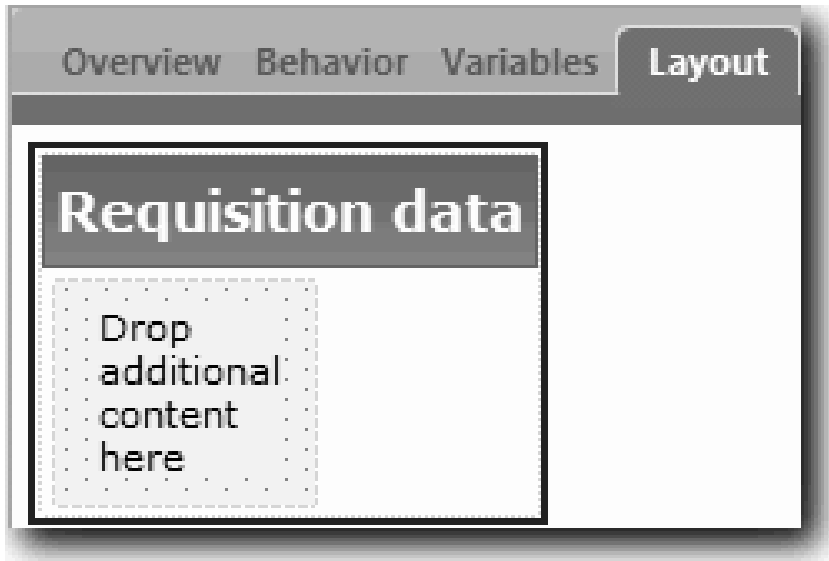 Overview Behavior Variables Layout
Requisition data
Drop
additional
content
here